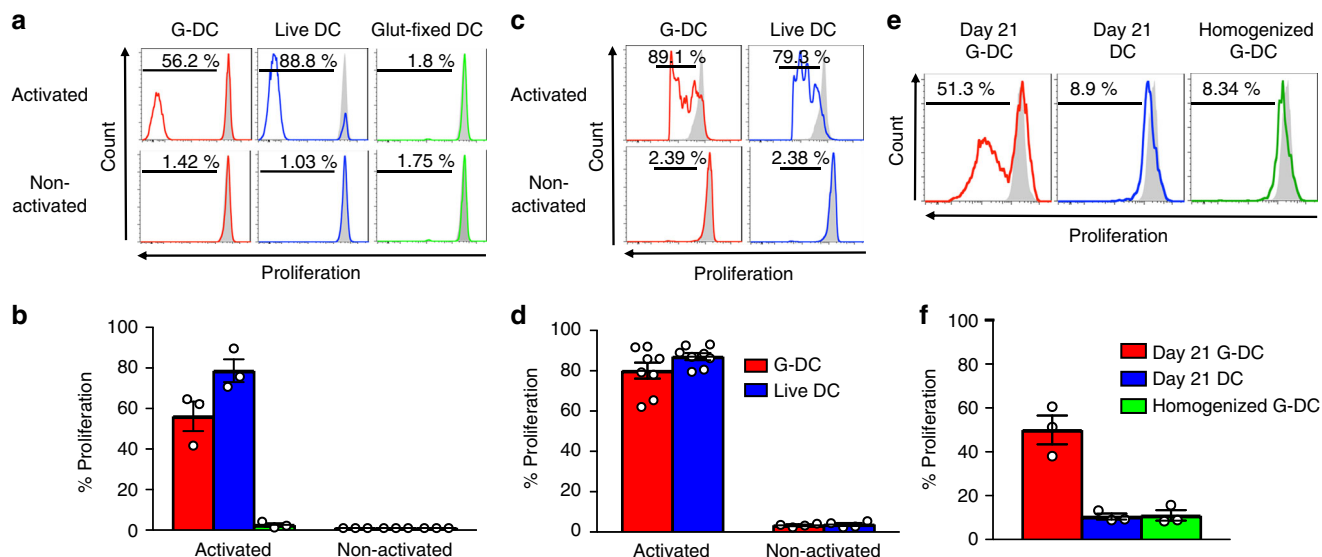 a
G-DC
Live DC
Glut-fixed DC
Activated
Non-
activated
Count
56.2 %
88.8 %
1.8 %
1.42 %
1.03 %
1.75 %
Proliferation
c
G-DC
Live DC
Activated
Non-
activated
Count
89.1 %
79.3 %
2.39 %
2.38 %
Proliferation
e
Day 21
G-DC
Day 21
DC
Homogenized
G-DC
Count
51.3 %
8.9 %
8.34 %
Proliferation
b
% Proliferation
100
80
60
40
20
0
Activated
Non-activated
d
% Proliferation
100
80
60
40
20
0
G-DC
Live DC
Activated
Non-activated
f
% Proliferation
100
80
60
40
20
0
Day 21 G-DC
Day 21 DC
Homogenized G-DC